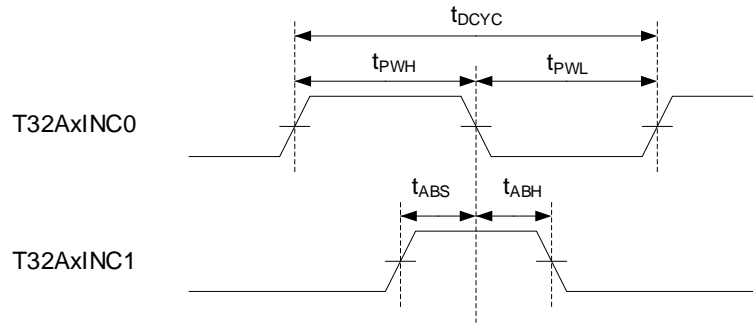 tDCYC
tPWH tPWL
T32AxINC0
tABS tABH
T32AxINC1